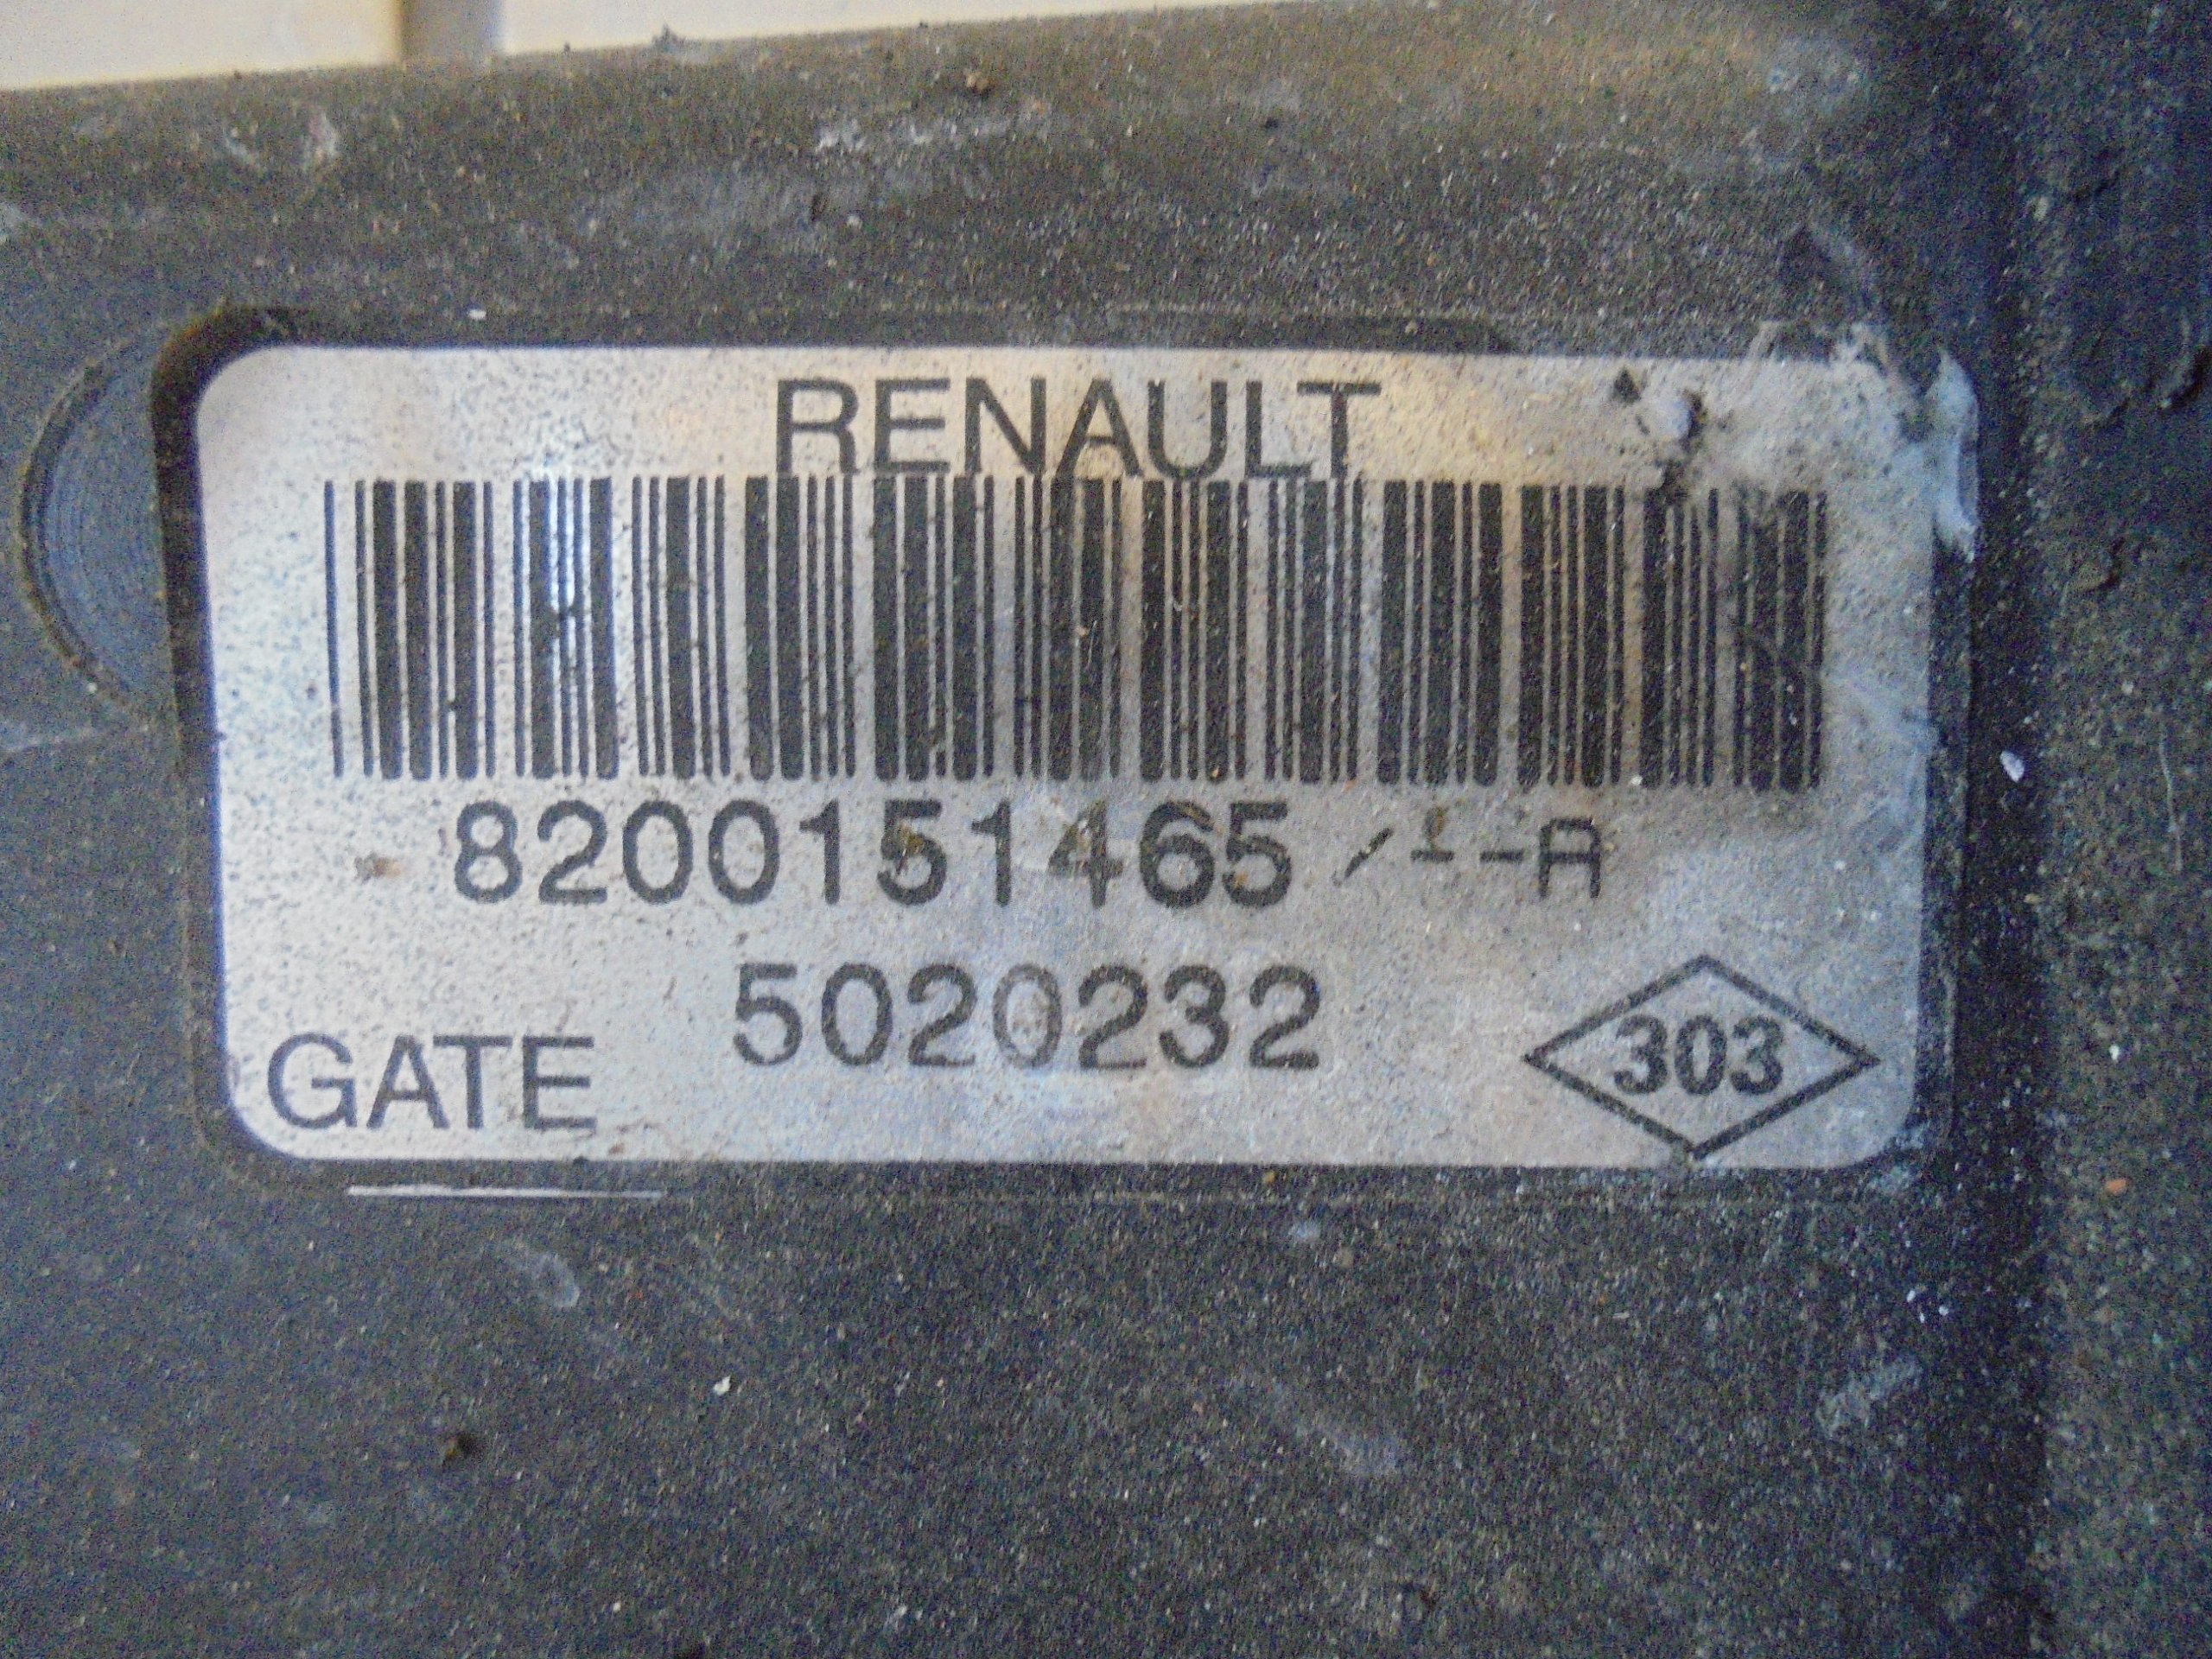 RENAULT
8200151465/---A
5020232
GATE
303